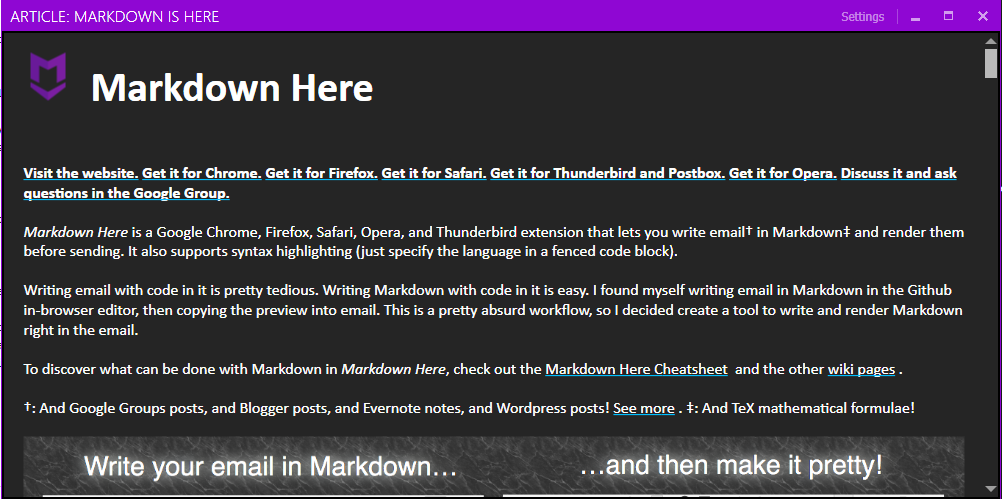 ARTICLE: MARKDOWN IS HERE
Settings
Markdown Here
Visit the website. Get it for Chrome. Get it for Firefox. Get it for Safari. Get it for Thunderbird and Postbox. Get it for Opera. Discuss it and ask
questions in the Google Group.
Markdown Here is a Google Chrome, Firefox, Safari, Opera, and Thunderbird extension that lets you write email† in Markdown‡ and render them
before sending. It also supports syntax highlighting (just specify the language in a fenced code block).
Writing email with code in it is pretty tedious. Writing Markdown with code in it is easy. I found myself writing email in Markdown in the Github
in-browser editor, then copying the preview into email. This is a pretty absurd workflow, so I decided create a tool to write and render Markdown
right in the email.
To discover what can be done with Markdown in Markdown Here, check out the Markdown Here Cheatsheet  and the other wiki pages .
†: And Google Groups posts, and Blogger posts, and Evernote notes, and Wordpress posts! See more . ‡: And TeX mathematical formulae!
Write your email in Markdown... ...and then make it pretty!